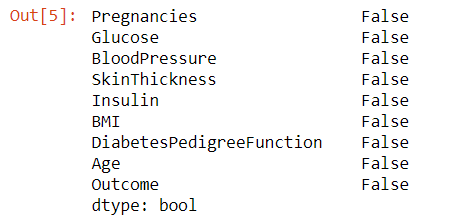 Out[5]: Pregnancies False
Glucose False
BloodPressure False
SkinThickness False
Insulin False
BMI False
DiabetesPedigreeFunction False
Age False
Outcome False
dtype: bool